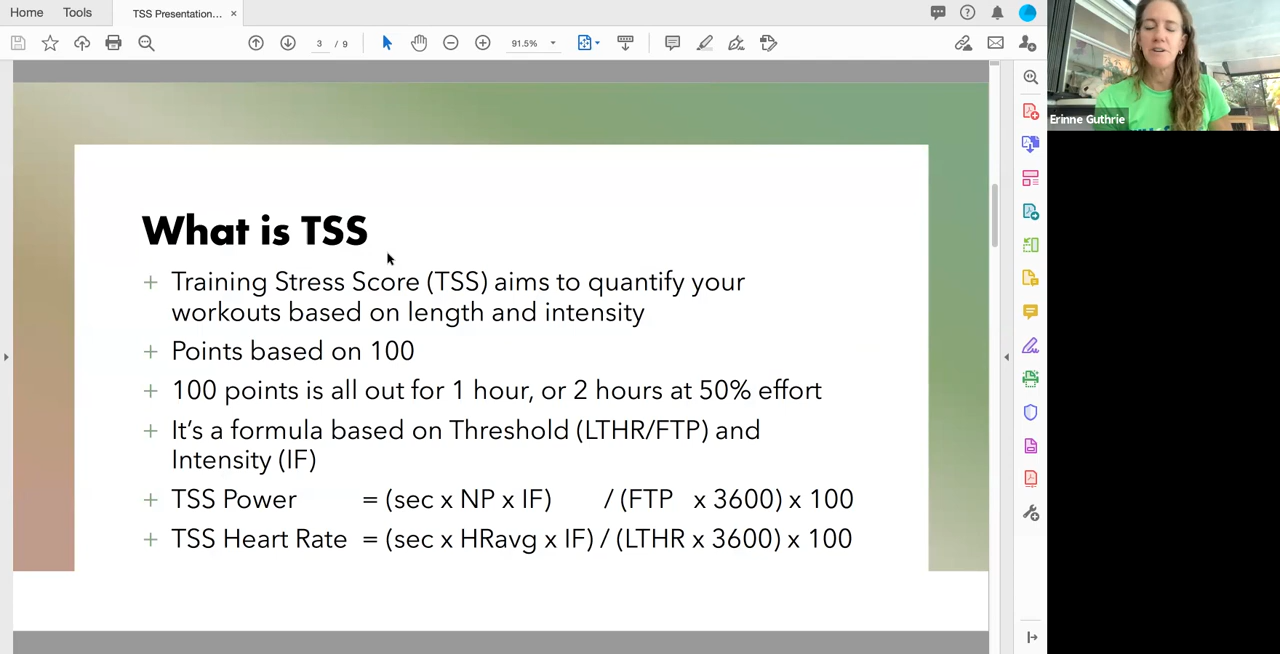 Home Tools TSS Presentation... ×
3 / 9 91.5%
Erinne Guthrie
What is TSS
+ Training Stress Score (TSS) aims to quantify your
workouts based on length and intensity
+ Points based on 100
+ 100 points is all out for 1 hour, or 2 hours at 50% effort
+ It's a formula based on Threshold (LTHR/FTP) and
Intensity (IF)
+ TSS Power = (sec x NP x IF) / (FTP x 3600) x 100
+ TSS Heart Rate = (sec x HRavg x IF) / (LTHR x 3600) x 100